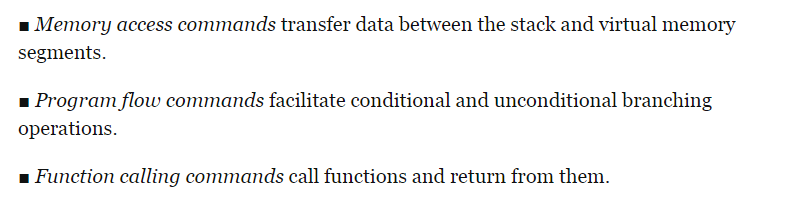 ■ Memory access commands transfer data between the stack and virtual memory
segments.
■ Program flow commands facilitate conditional and unconditional branching
operations.
■ Function calling commands call functions and return from them.